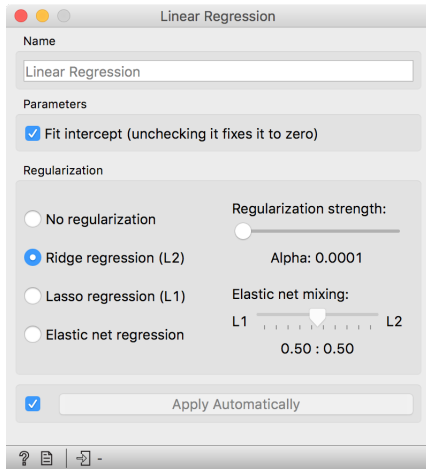 Linear Regression
Name
Linear Regression
Parameters
Fit intercept (unchecking it fixes it to zero)
Regularization
No regularization
Ridge regression (L2)
Lasso regression (L1)
Elastic net regression
Regularization strength:
Alpha: 0.0001
Elastic net mixing:
L1 L2
0.50 : 0.50
Apply Automatically
? -